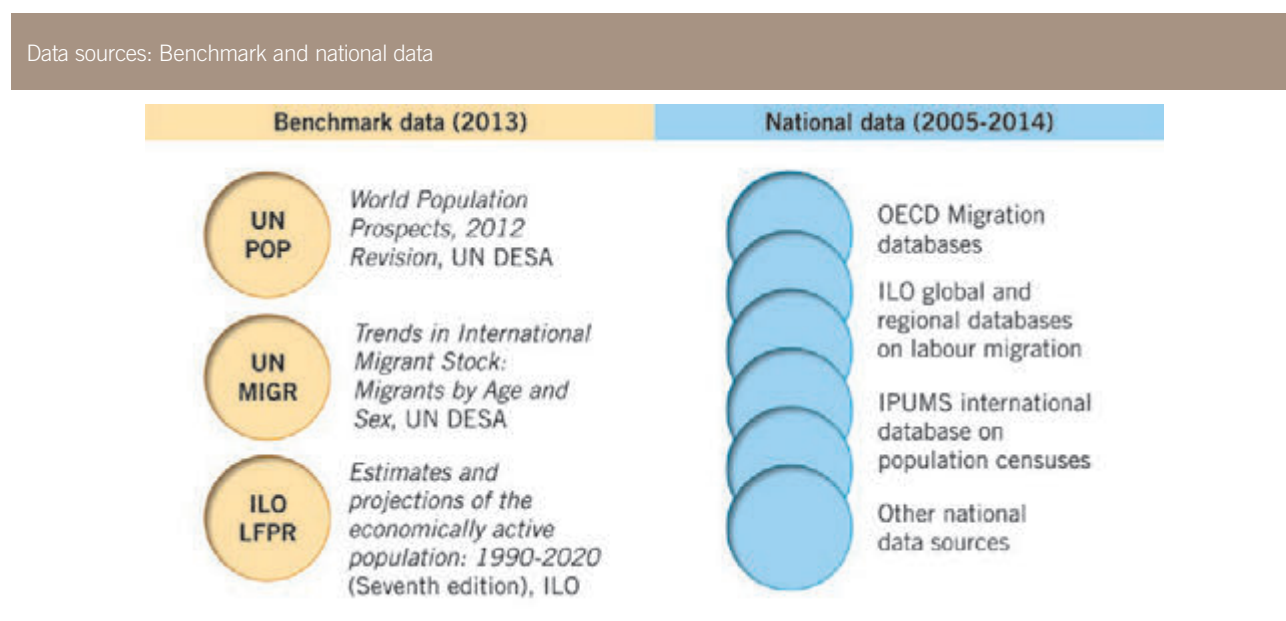 Data sources: Benchmark and national data
Benchmark data (2013)
UN
POP
World Population
Prospects, 2012
Revision, UN DESA
UN
MIGR
Trends in International
Migrant Stock:
Migrants by Age and
Sex, UN DESA
ILO
LFPR
Estimates and
projections of the
economically active
population: 1990-2020
(Seventh edition), ILO
National data (2005-2014)
OECD Migration
databases
ILO global and
regional databases
on labour migration
IPUMS international
database on
population censuses
Other national
data sources